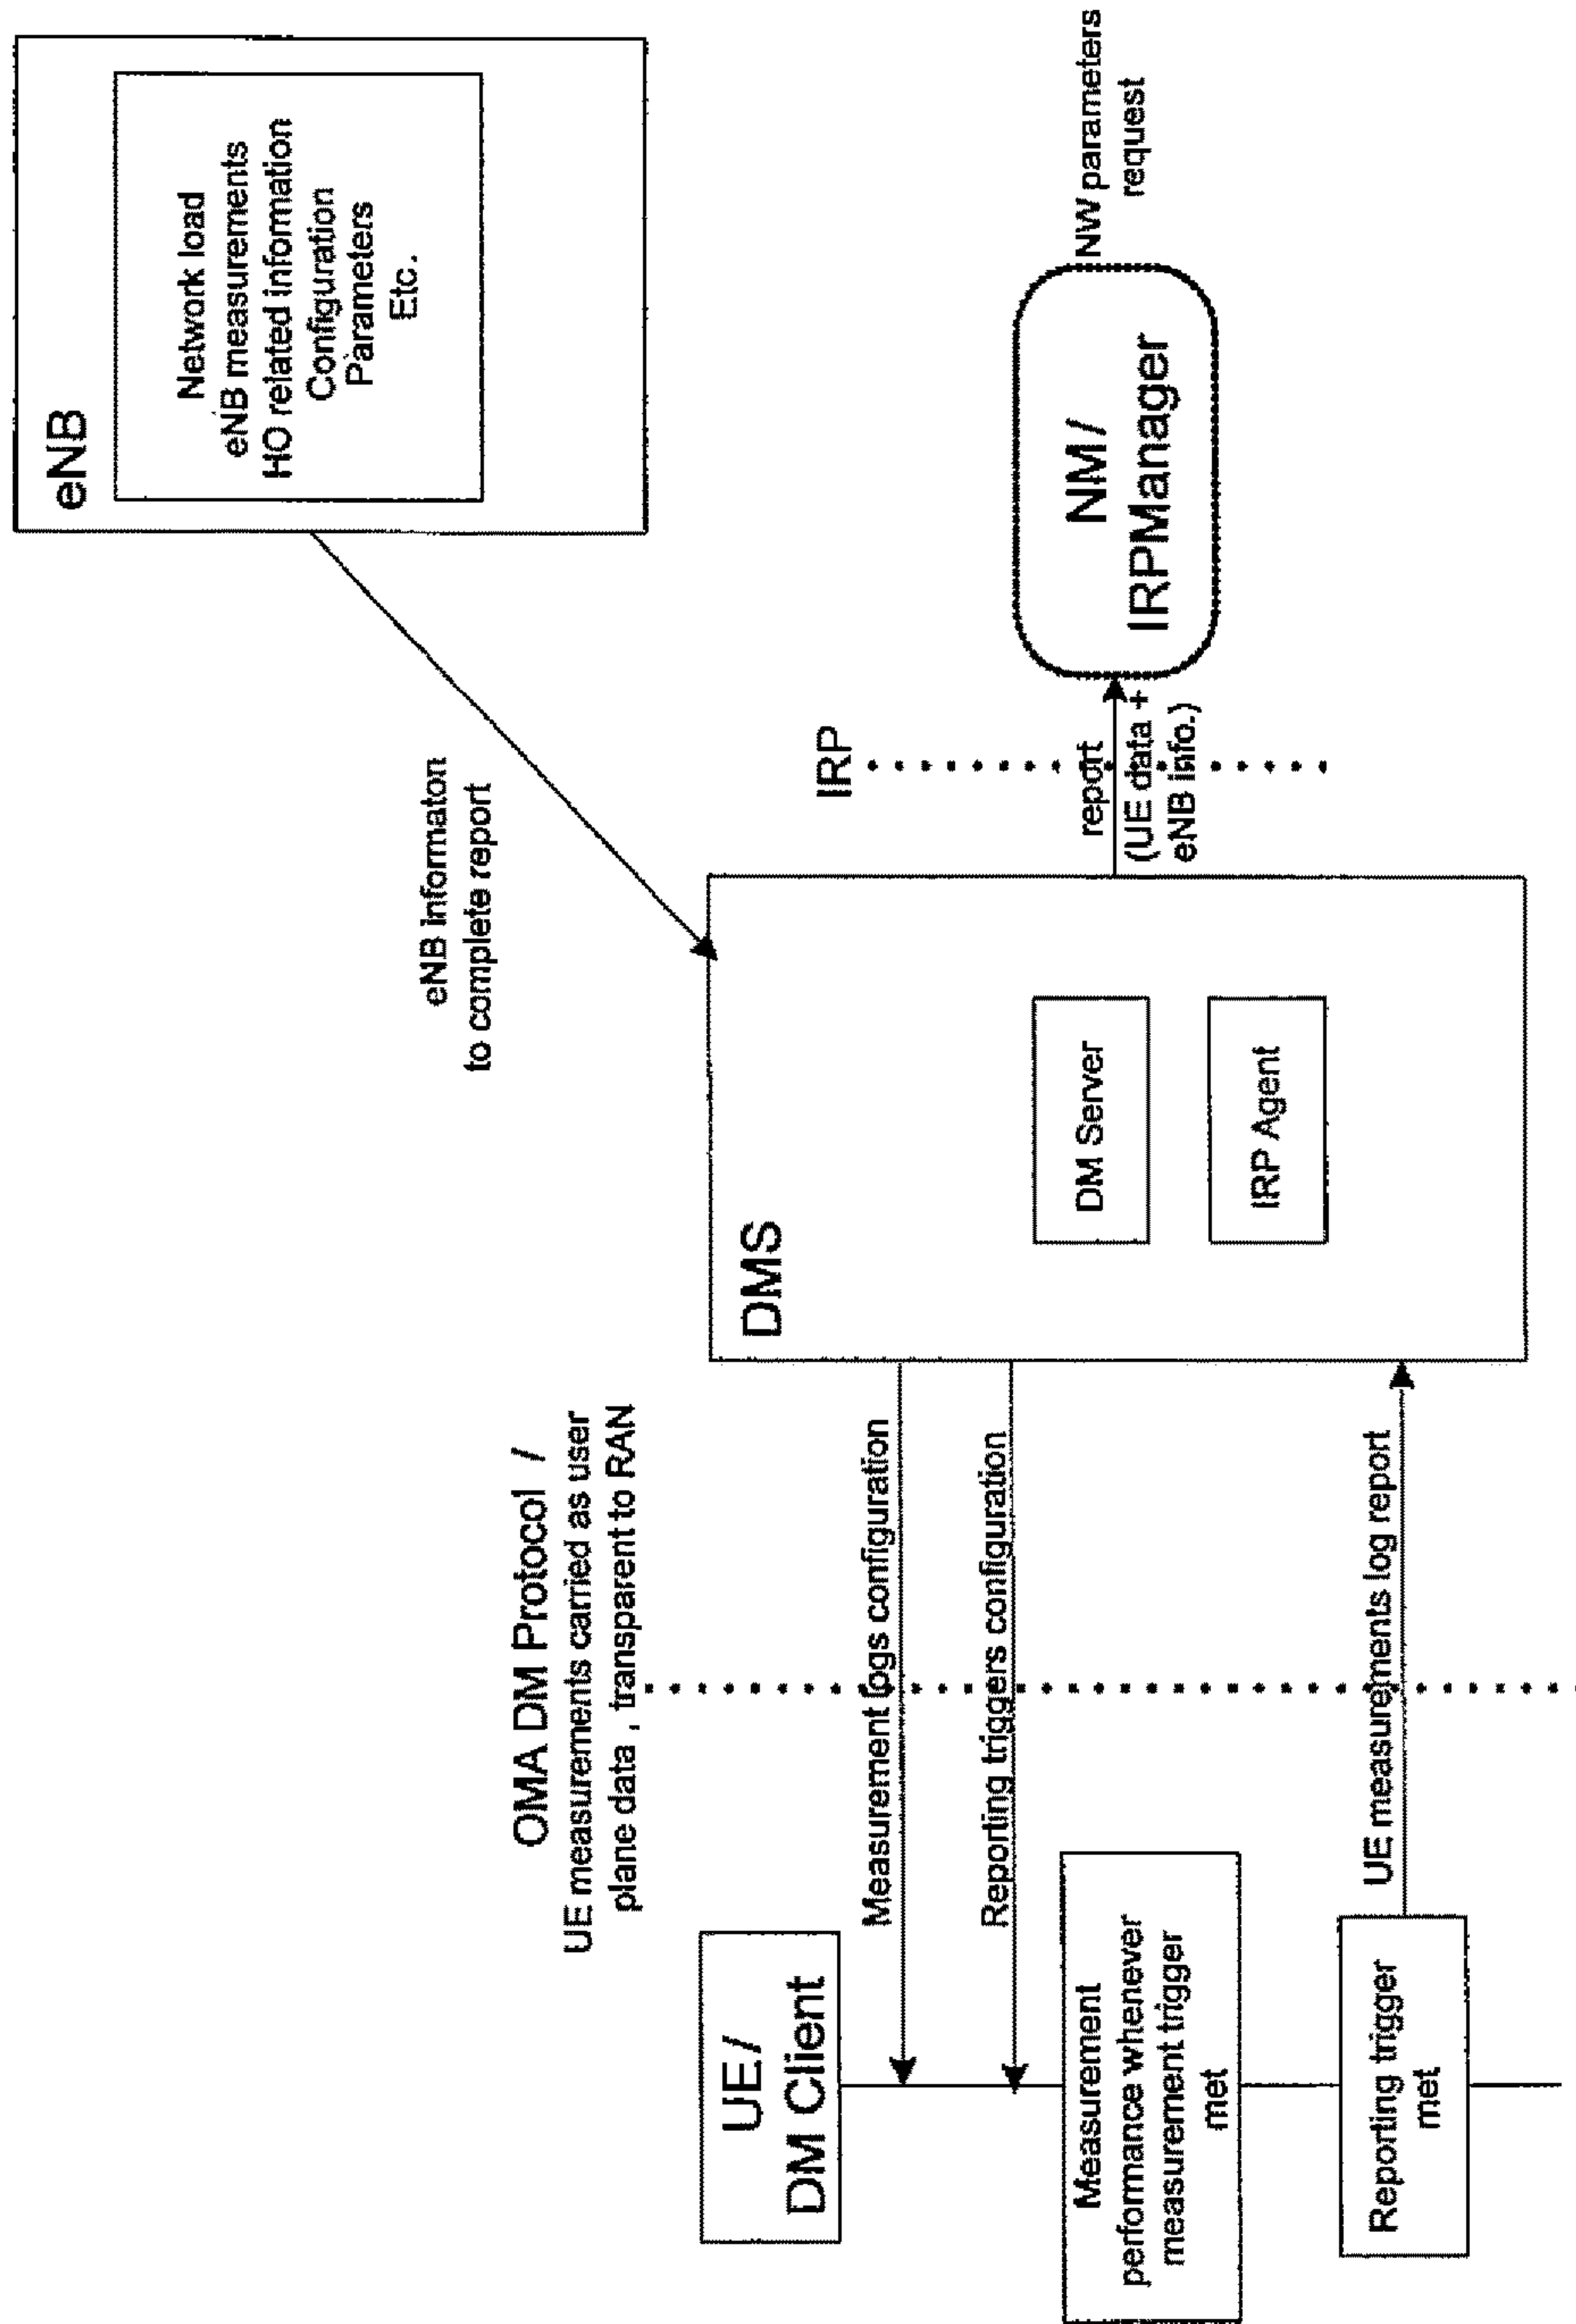 eNB
Network load
eNB measurements
HO related information
Configuration
Parameters
Etc.
eNB informaton
to complete report
OMA DM Protocol /
UE measurements carried as user
plane data , transparent to RAN
UE /
DM Client
Measurement logs configuration
Reporting triggers configuration
Measurement
performance whenever
measurement trigger
met
Reporting trigger
met
UE measurements log report
DMS
DM Server
IRP Agent
IRP
report
(UE data +
eNB info.)
NM /
IRPManager
NW parameters
request